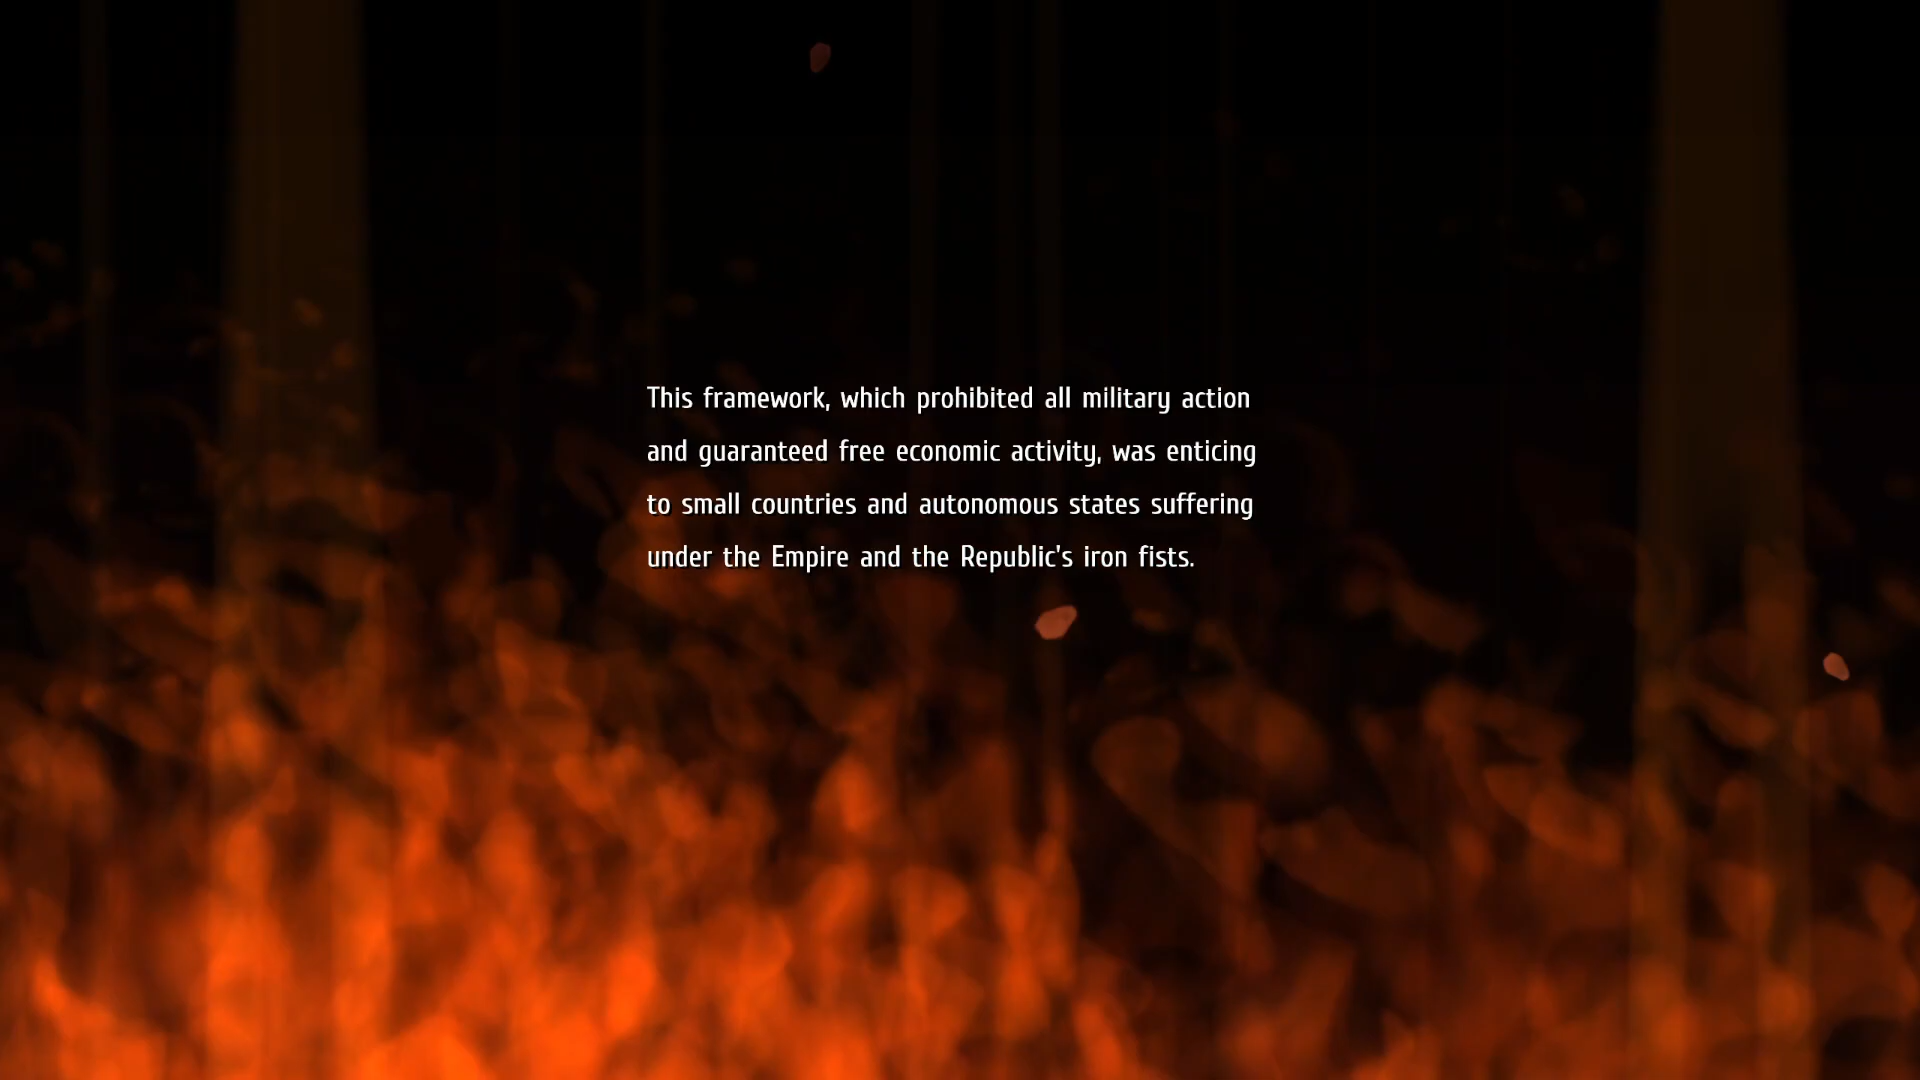 This framework, which prohibited all military action
and guaranteed free economic activity, was enticing
to small countries and autonomous states suffering
under the Empire and the Republic's iron fists.